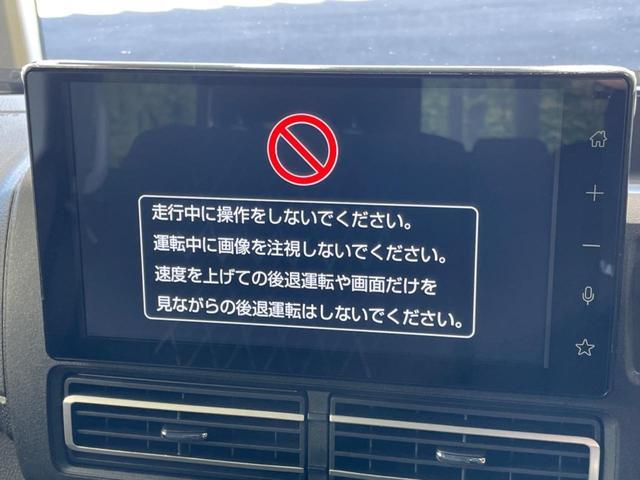 走行中に操作をしないでください。
運転中に画像を注視しないでください。
速度を上げての後退運転や画面だけを
見ながらの後退運転はしないでください。